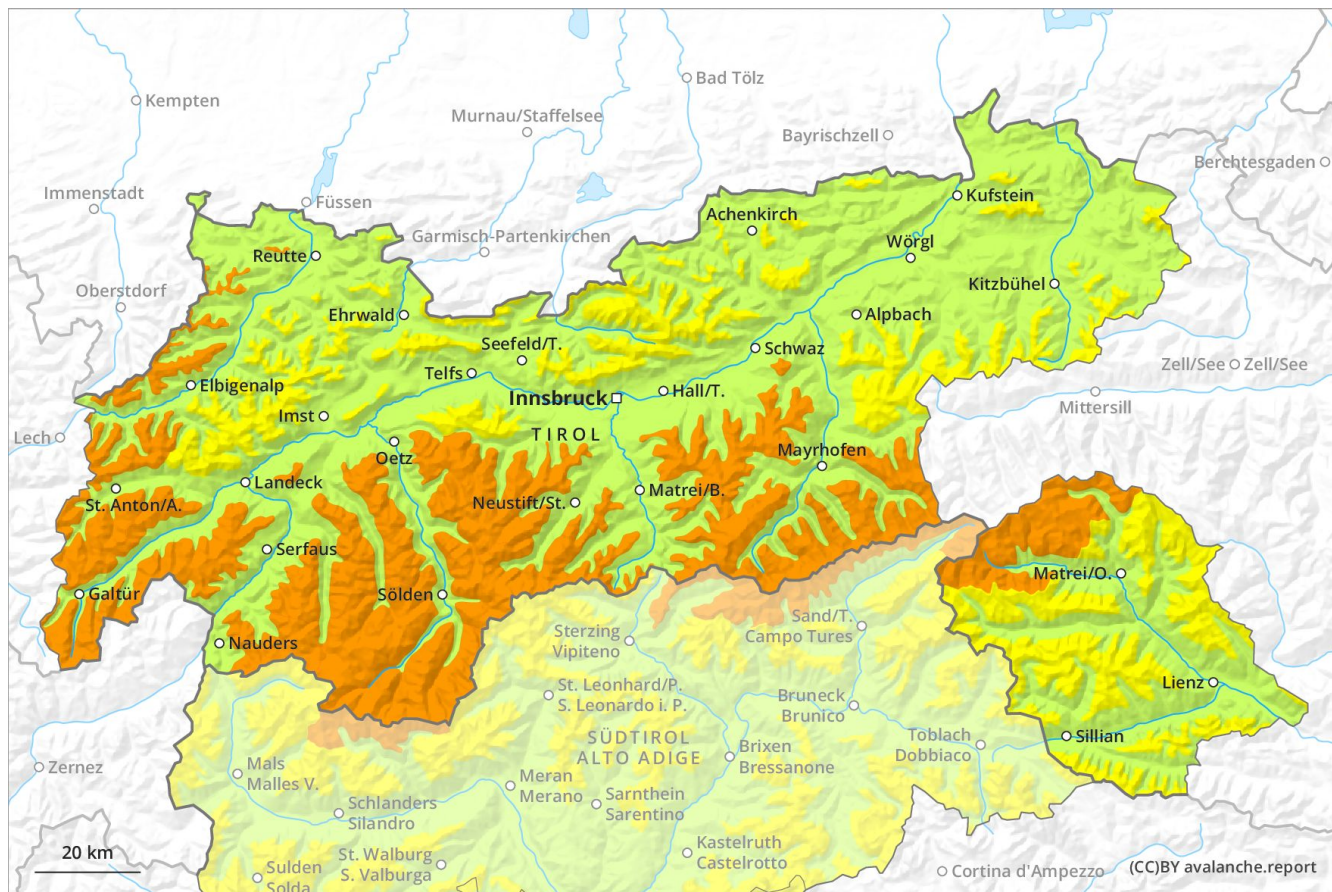 Kempten
Bad Tölz
Murnau/Staffelsee
Bayrischzell
Berchtesgaden
Immenstadt
Füssen
Kufstein
Achenkirch
Garmisch-Partenkirchen
Wörgl
Reutte
Kitzbühel
Oberstdorf
Ehrwald
Alpbach
Seefeld/T.
Schwaz
Zell/See
Zell/See
Telfs
Elbigenalp
Hall/T.
Innsbruck
Mittersill
Imst
Lech
TIROL
Mayrhofen
Oetz
Landeck
Matrei/B.
St. Anton/A.
Neustift/St.
Serfaus
Matrei/O.
Galtür
Sölden
Sand/T.
Campo Tures
Sterzing
Vipiteno
Nauders
Lienz
St. Leonhard/P.
S. Leonardo i. P.
Bruneck
Brunico
Sillian
Toblach
Dobbiaco
SÜDTIROL
ALTO ADIGE
Brixen
Bressanone
Zernez
Mals
Malles V.
Meran
Merano
Sarnthein
Sarentino
Schlanders
Silandro
Kastelruth
Castelrotto
20 km
St. Walburg
S. Valburga
Sulden
Solda
Cortina d'Ampezzo
(CC)BY avalanche.report